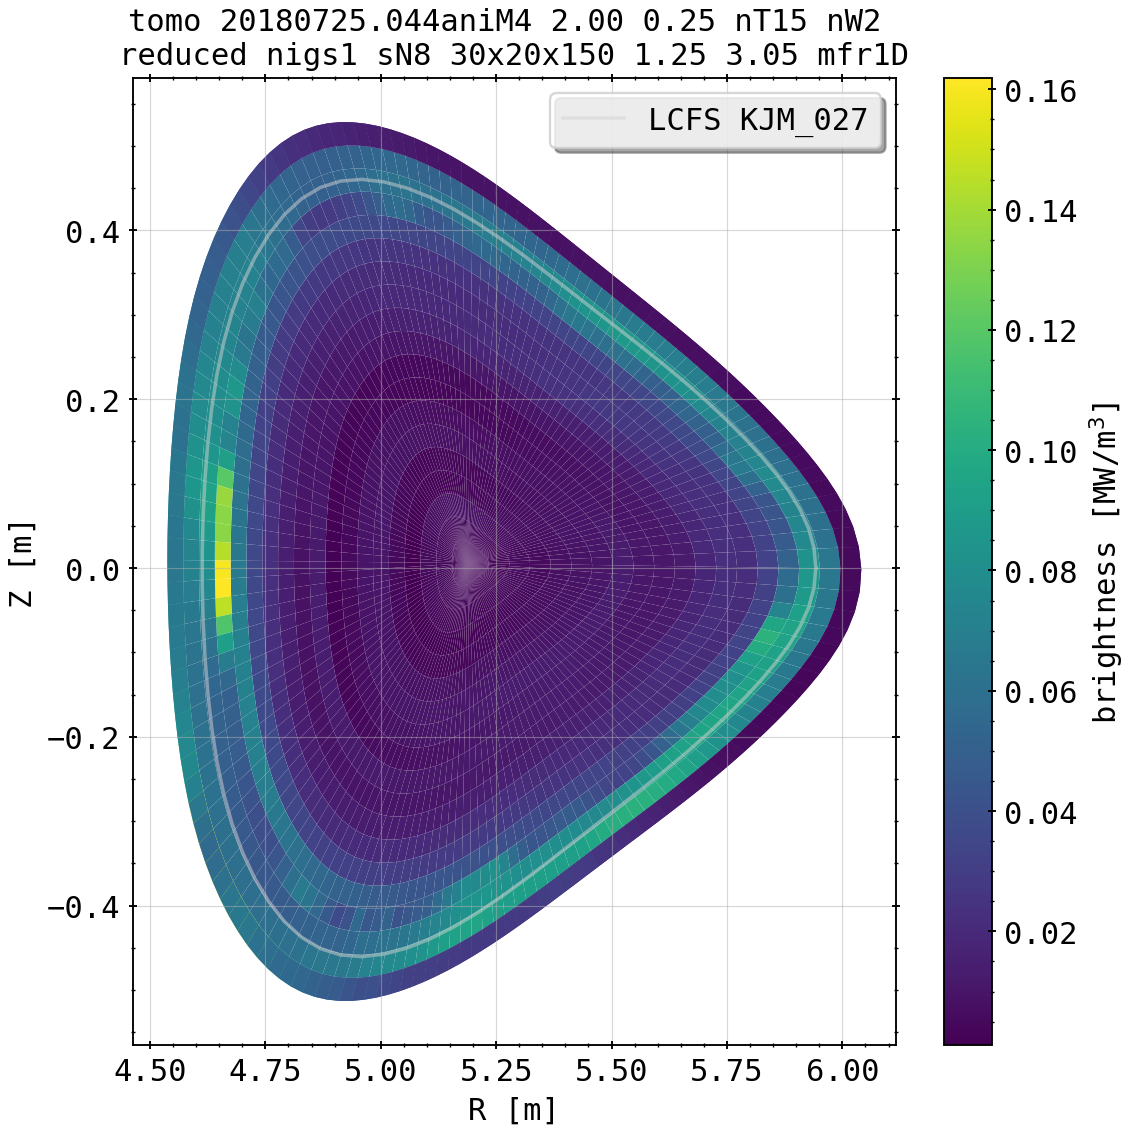 tomo 20180725.044aniM4 2.00 0.25 nT15 nW2
reduced nigs1 sN8 30x20x150 1.25 3.05 mfr1D
LCFS KJM_027
0.4
0.2
0.0
−0.2
−0.4
Z [m]
4.50 4.75 5.00 5.25 5.50 5.75 6.00
R [m]
0.16
0.14
0.12
0.10
0.08
0.06
0.04
0.02
brightness [MW/m³]